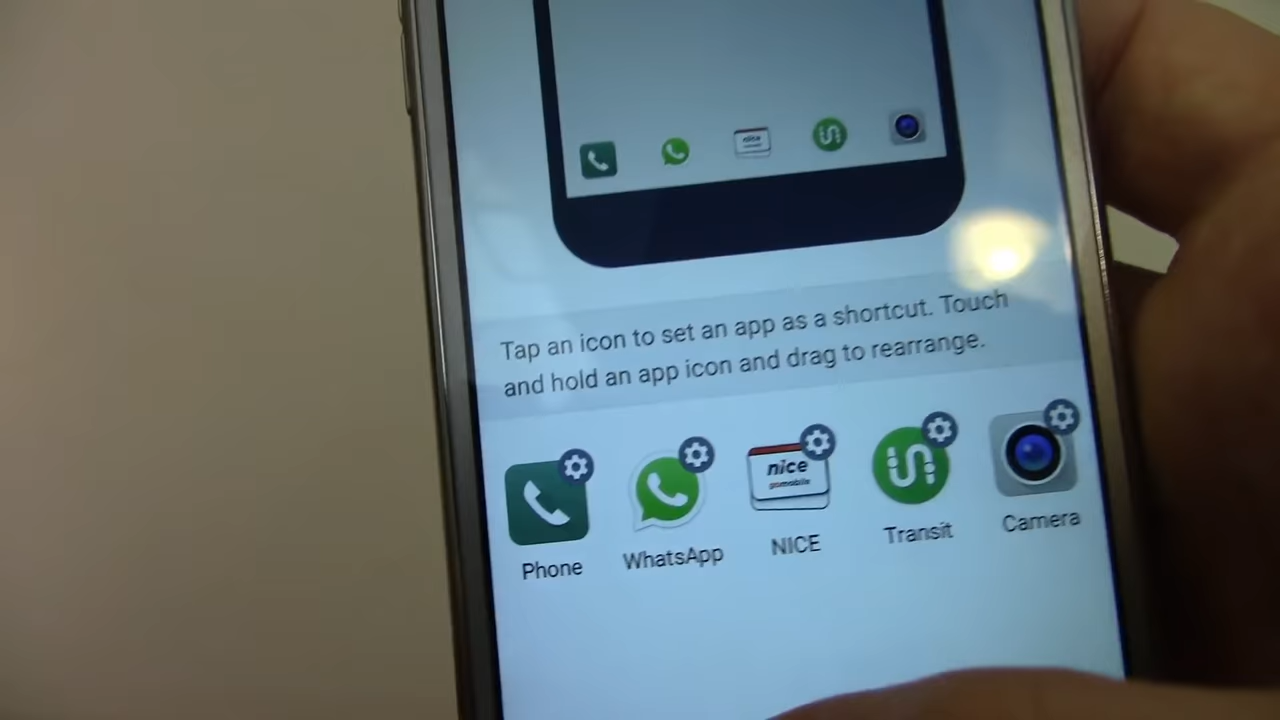 nice
Tap an icon to set an app as a shortcut. Touch
and hold an app icon and drag to rearrange.
nice
gomobile
Phone
WhatsApp
NICE
Transit
Camera